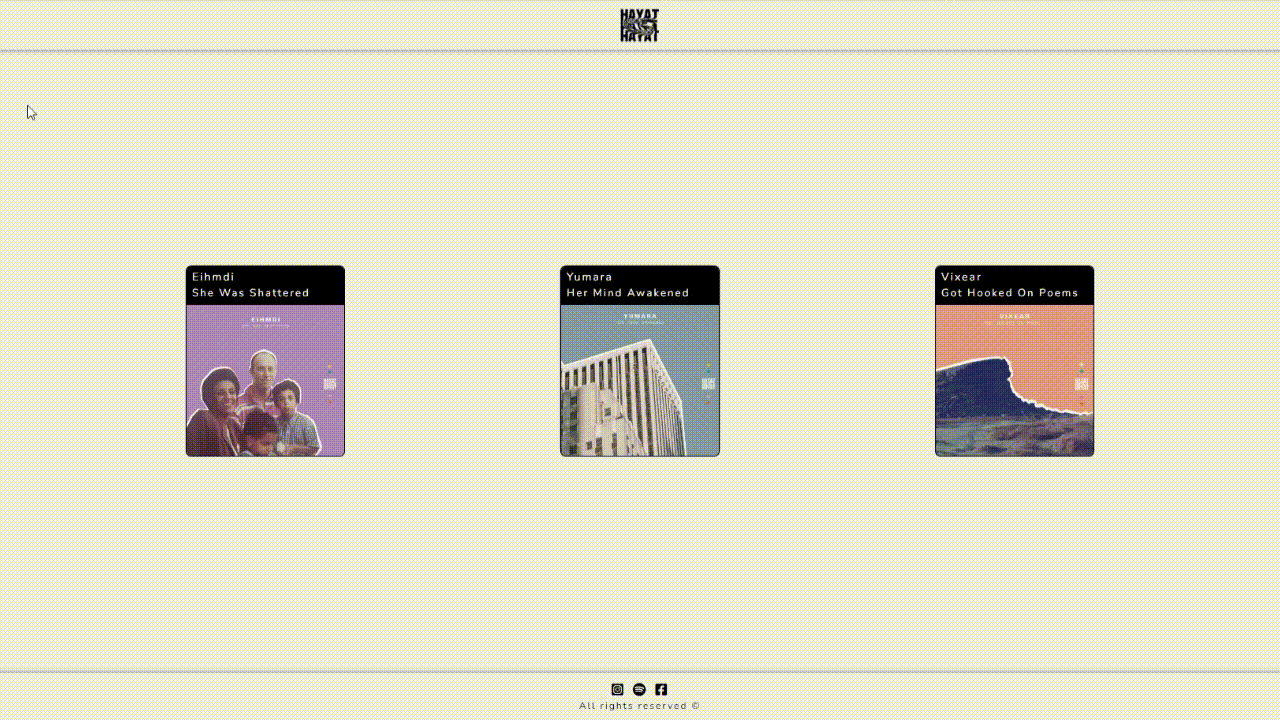 HAYAT
HAYAT
Eihmdi
She Was Shattered
EIHMDI
Yumara
Her Mind Awakened
YUMARA
Vixear
Got Hooked On Poems
VIXEAR
All rights reserved ©